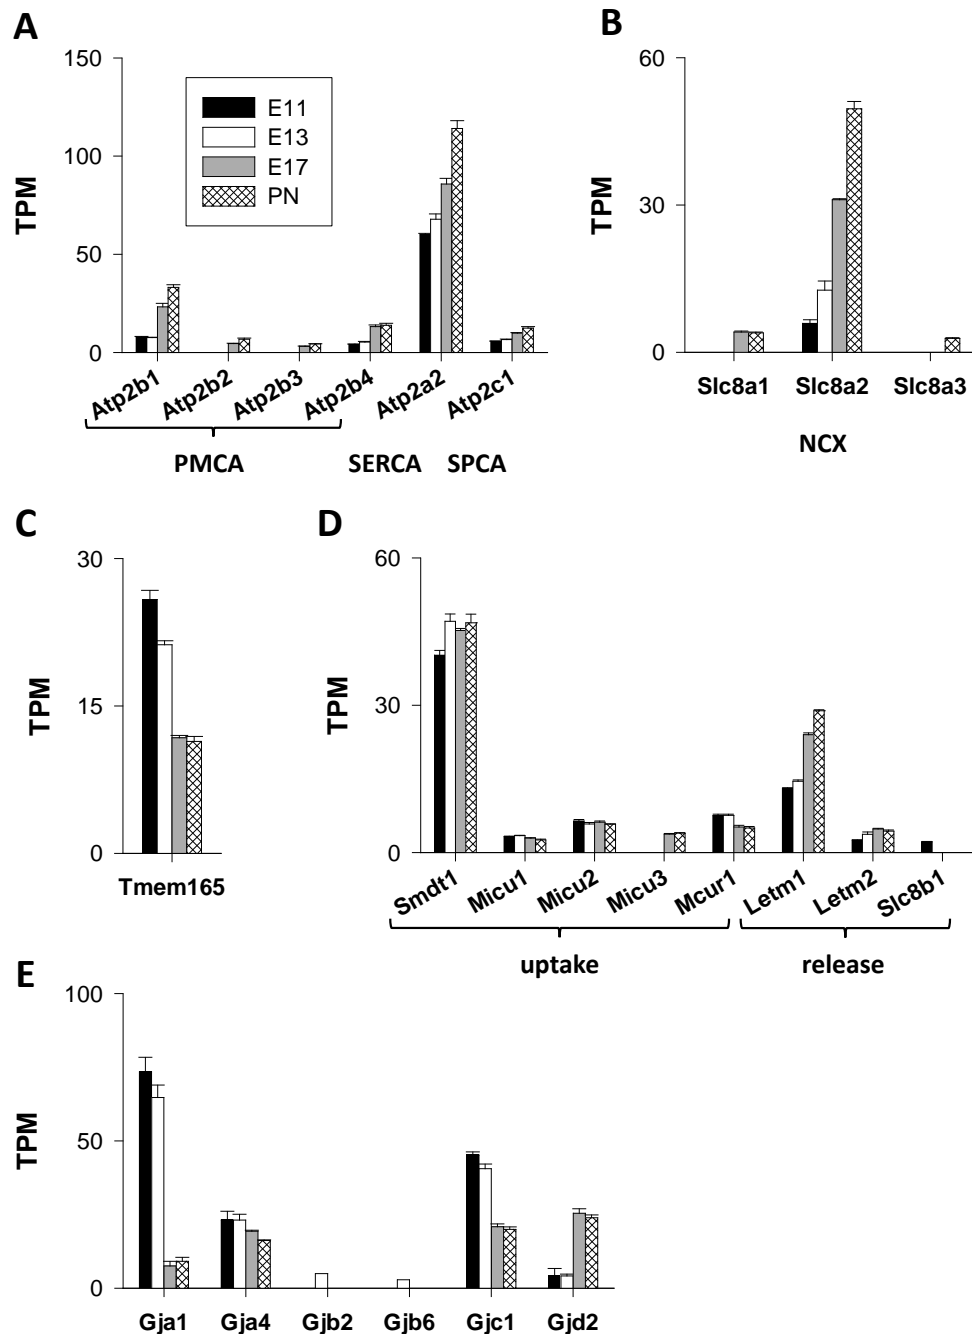 A
TPM
150
100
50
0
E11
E13
E17
PN
Atp2b1
Atp2b2
Atp2b3
Atp2b4
Atp2a2
Atp2c1
PMCA
SERCA
SPCA
B
TPM
60
30
0
Slc8a1
Slc8a2
Slc8a3
NCX
C
TPM
30
15
0
Tmem165
D
TPM
60
30
0
Smdt1
Micu1
Micu2
Micu3
Mcur1
Letm1
Letm2
Slc8b1
uptake
release
E
TPM
100
50
0
Gja1
Gja4
Gjb2
Gjb6
Gjc1
Gjd2